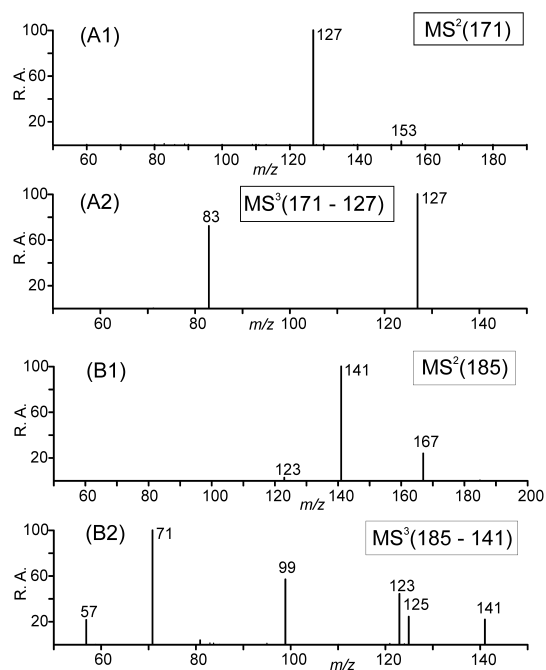 (A1)
MS²(171)
R. A.
100
60
20
127
153
60 80 100 120 140 160 180
m/z
(A2)
MS³(171 - 127)
R. A.
100
60
20
83
127
60 80 100 120 140
m/z
(B1)
MS²(185)
R. A.
100
60
20
123
141
167
60 80 100 120 140 160 180 200
m/z
(B2)
MS³(185 - 141)
R. A.
100
60
20
57
71
99
123
125
141
60 80 100 120 140
m/z